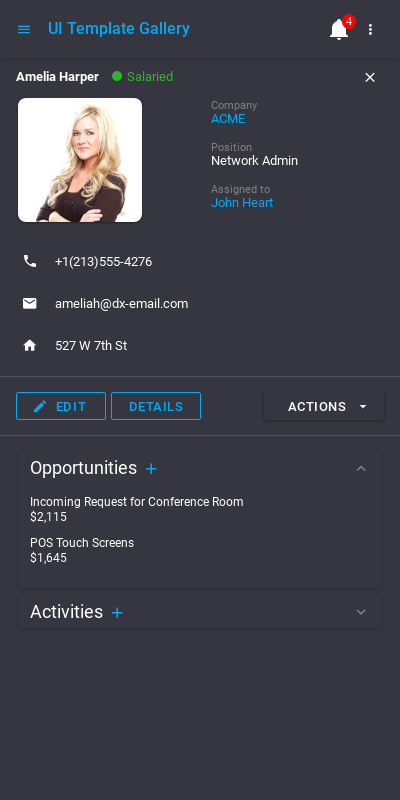 UI Template Gallery
4
Amelia Harper
Salaried
Company
ACME
Position
Network Admin
Assigned to
John Heart
+1(213)555-4276
ameliah@dx-email.com
527 W 7th St
EDIT
DETAILS
ACTIONS
Opportunities
Incoming Request for Conference Room
$2,115
POS Touch Screens
$1,645
Activities